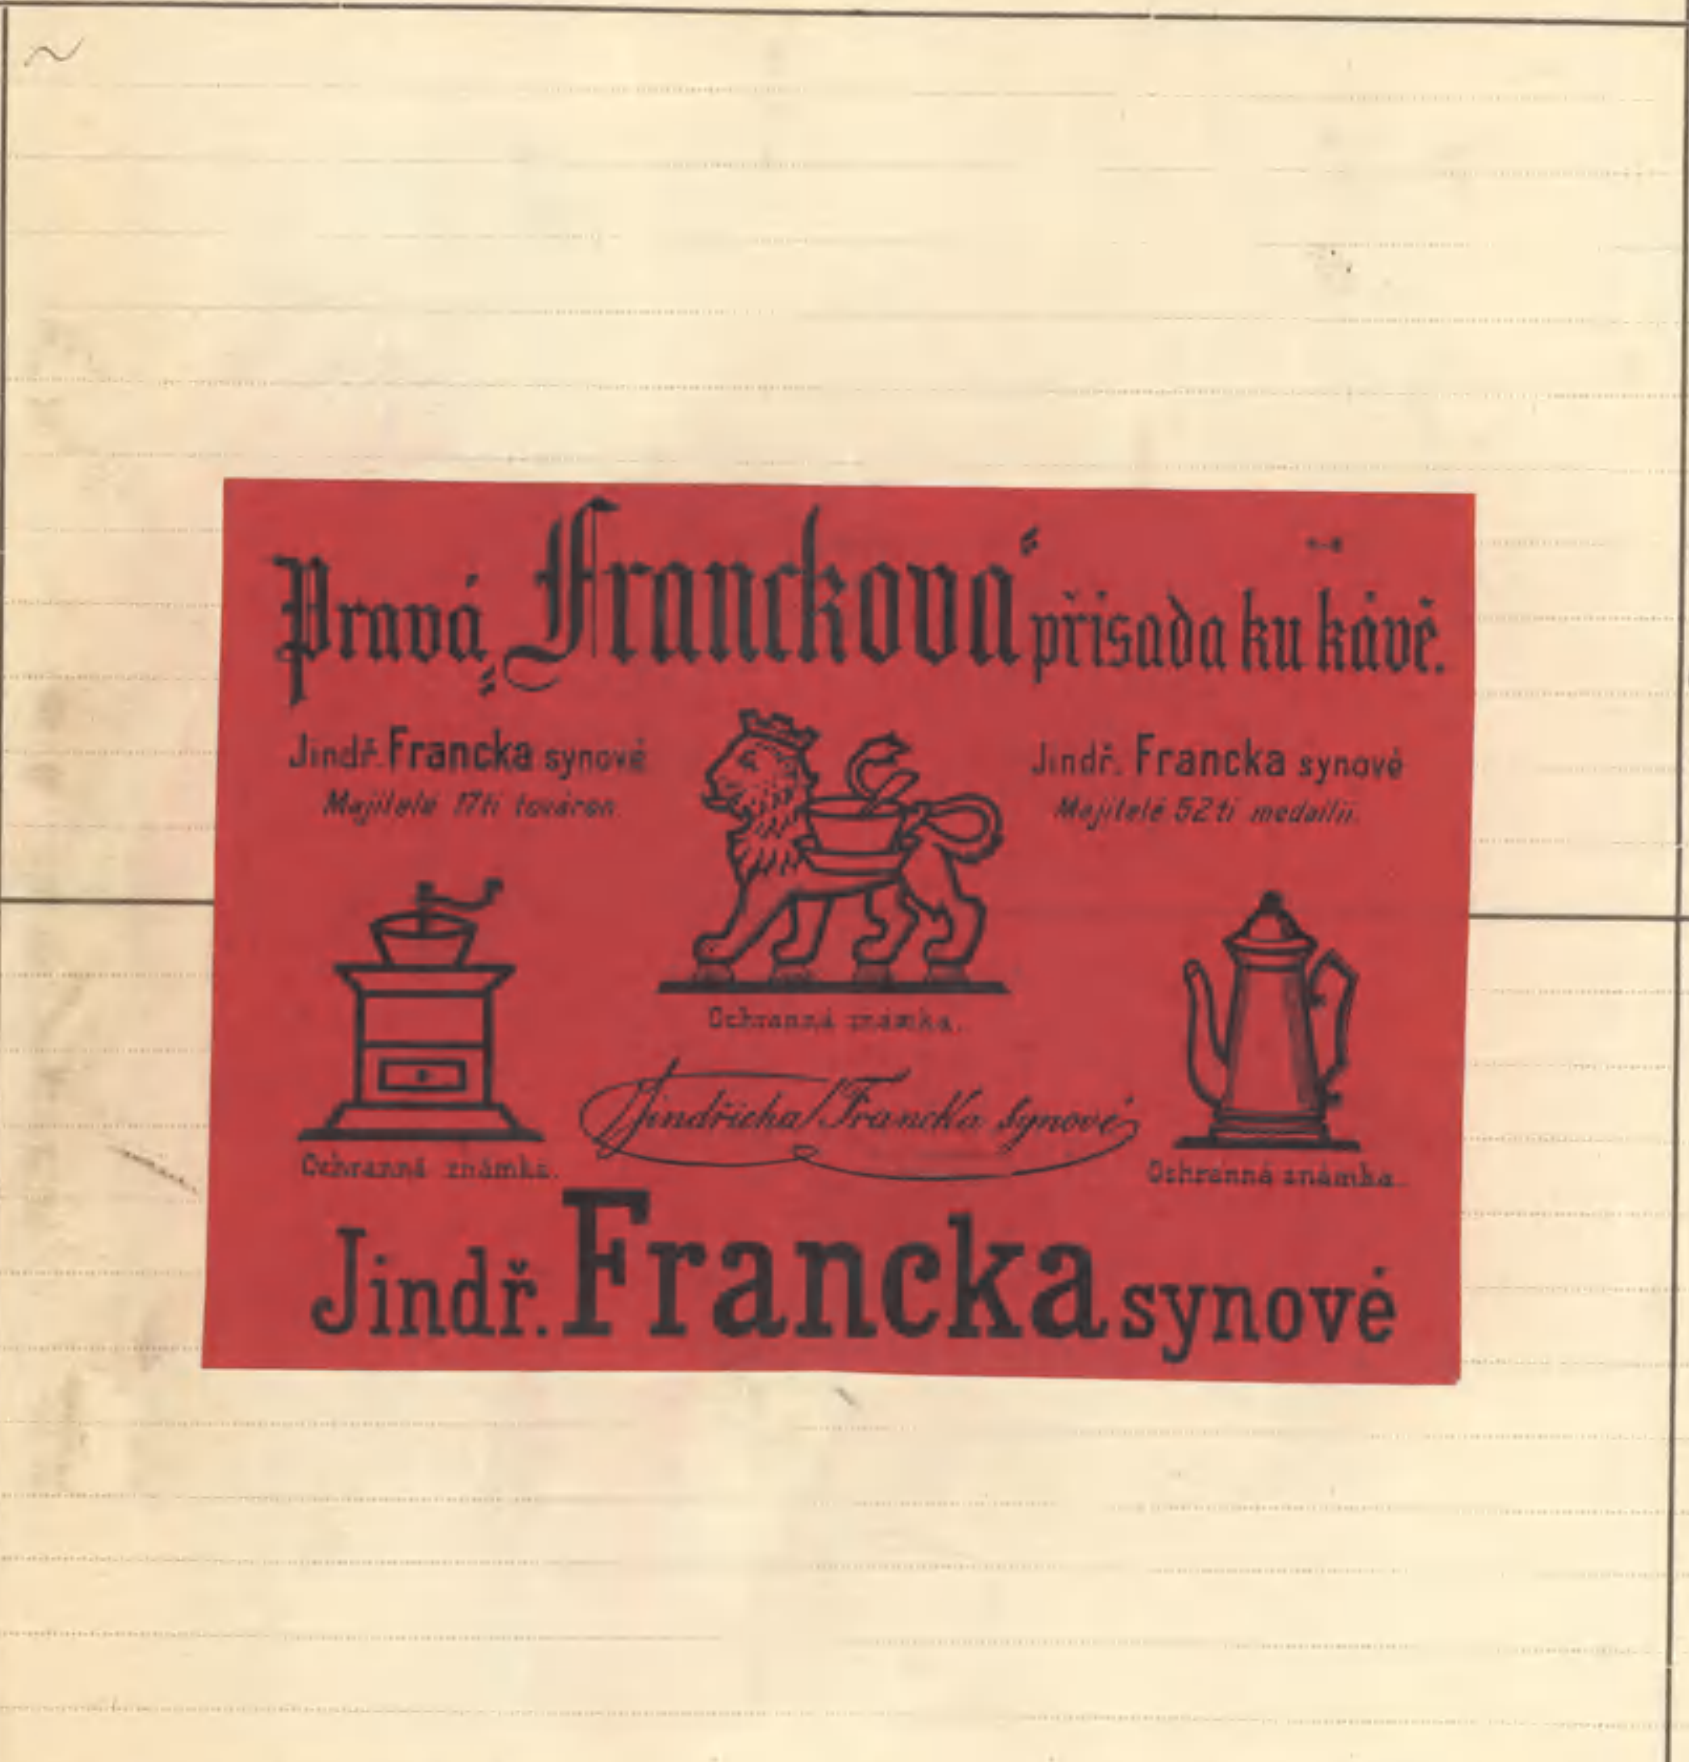 Pravá „Franckova“ přísada ku kávě.
Jindř. Francka synové
Majitelé 17ti továren.
Jindř. Francka synové
Majitelé 52ti medailií.
Ochranná známka.
Jindřicha Francka synové
Ochranná známka.
Ochranná známka.
Jindř. Francka synové